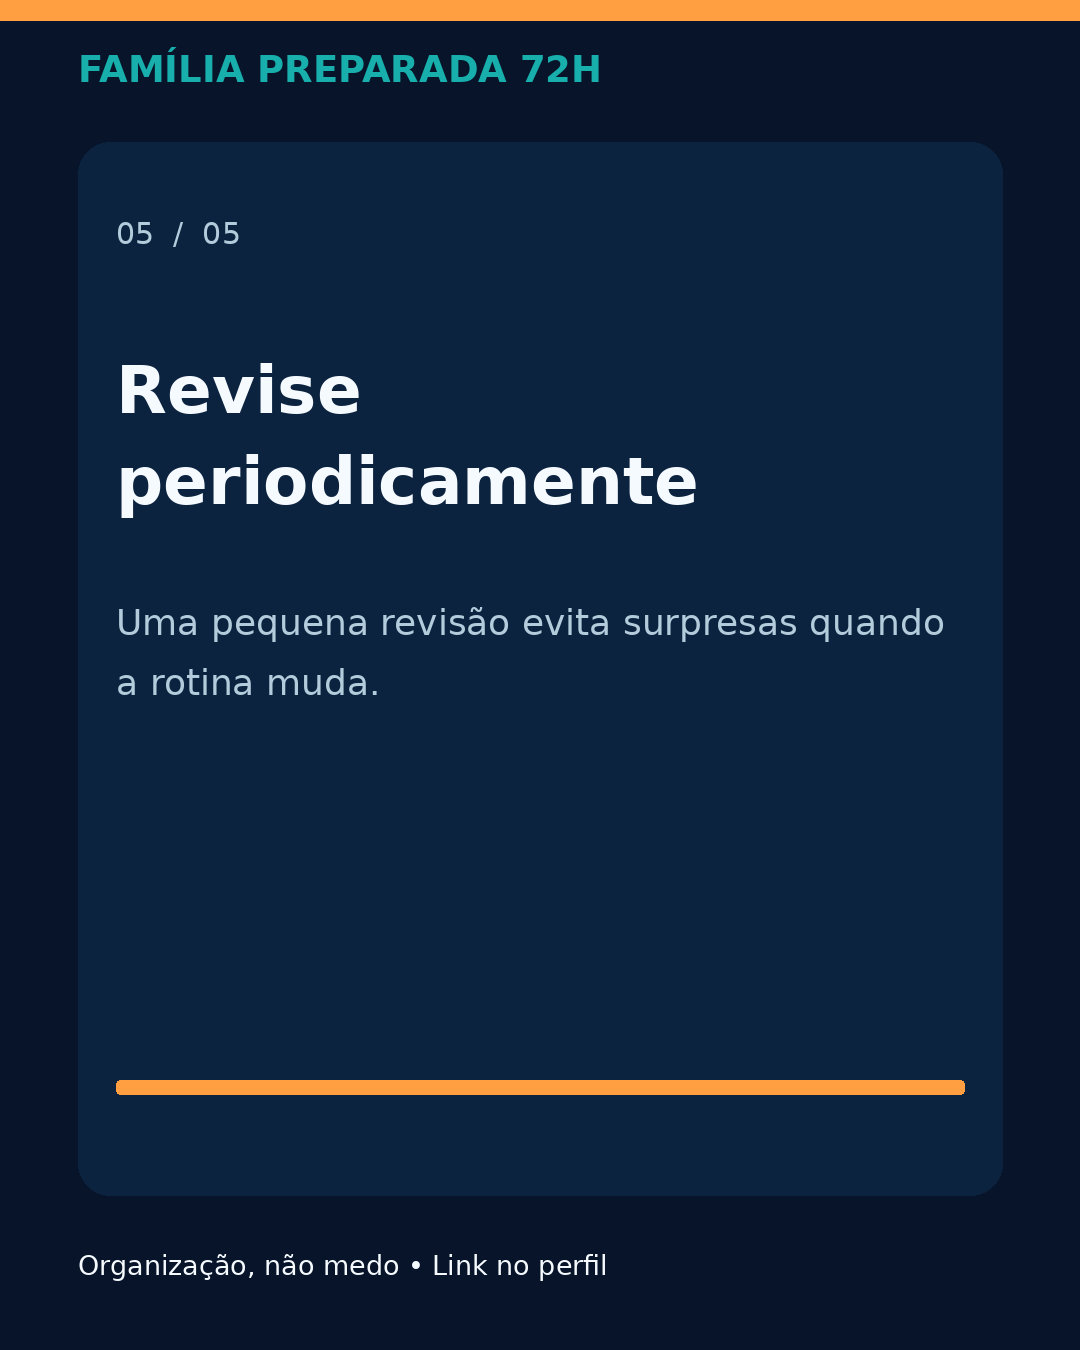 FAMÍLIA PREPARADA 72H
05 / 05
Revise
periodicamente
Uma pequena revisão evita surpresas quando
a rotina muda.
Organização, não medo • Link no perfil